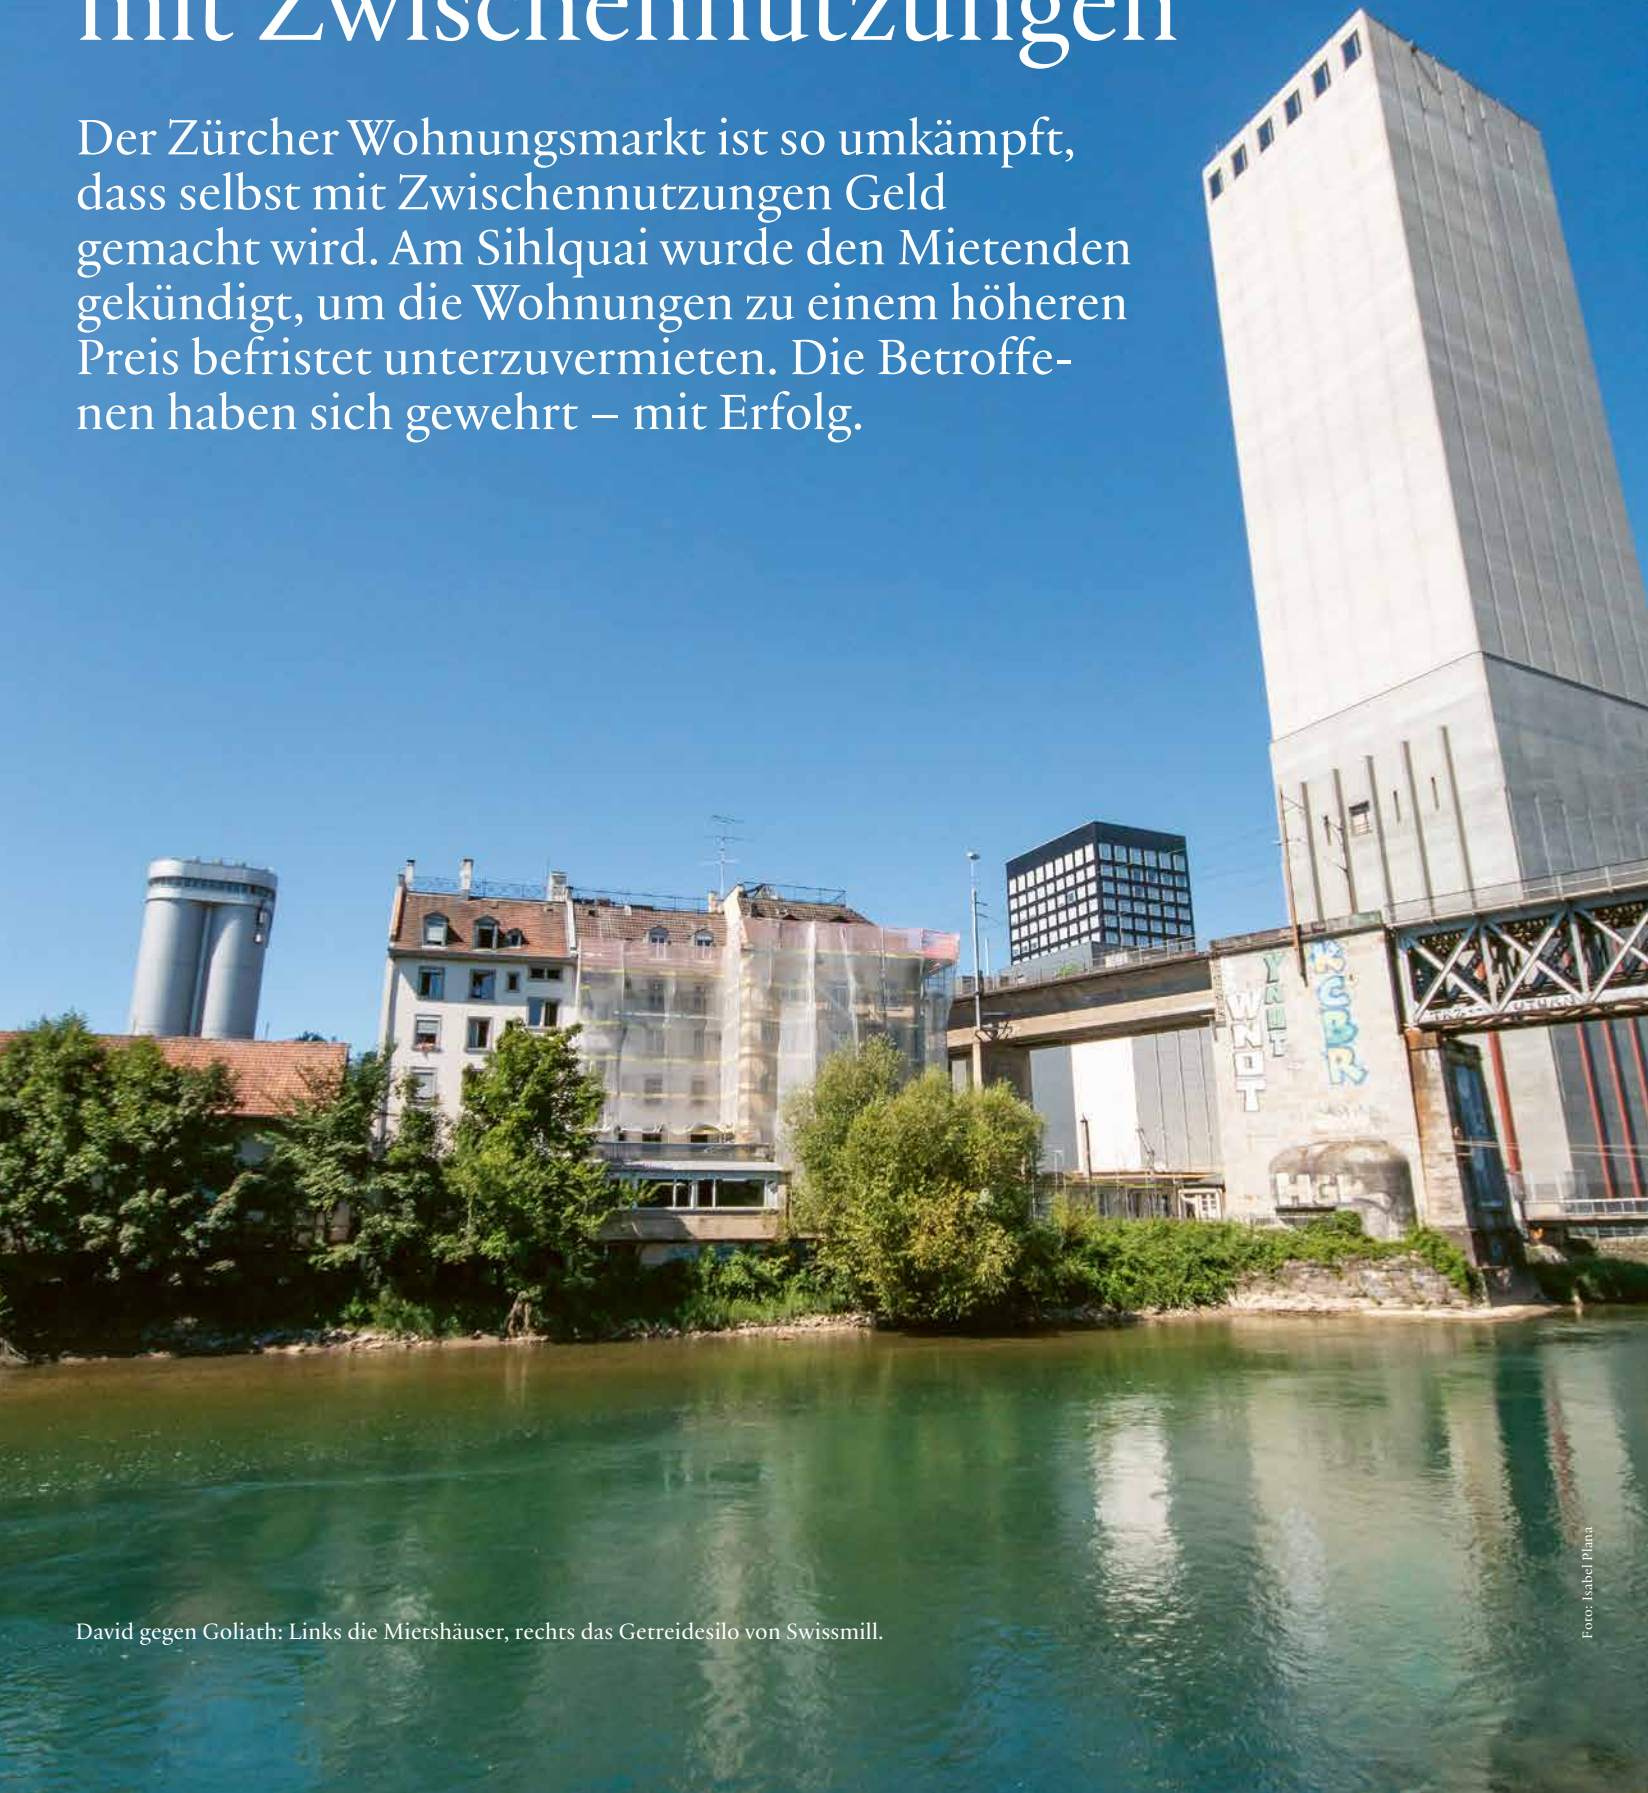 mit Zwischennutzungen
Der Zürcher Wohnungsmarkt ist so umkämpft,
dass selbst mit Zwischennutzungen Geld
gemacht wird. Am Sihlquai wurde den Mietenden
gekündigt, um die Wohnungen zu einem höheren
Preis befristet unterzuvermieten. Die Betroffe-
nen haben sich gewehrt – mit Erfolg.
WNOT
KCBR
David gegen Goliath: Links die Mietshäuser, rechts das Getreidesilo von Swissmill.
Foto: Isabel Plana